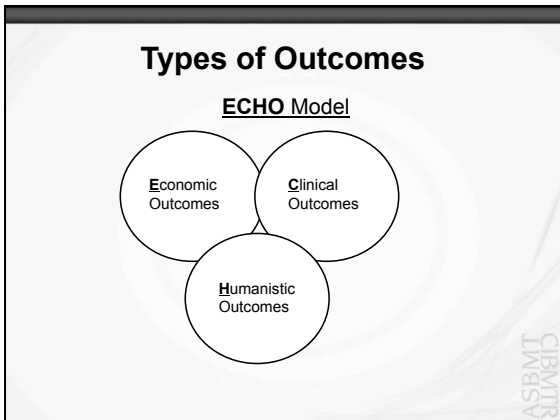 Types of Outcomes
ECHO Model
Economic
Outcomes
Clinical
Outcomes
Humanistic
Outcomes
ASBMT
CIBMTR